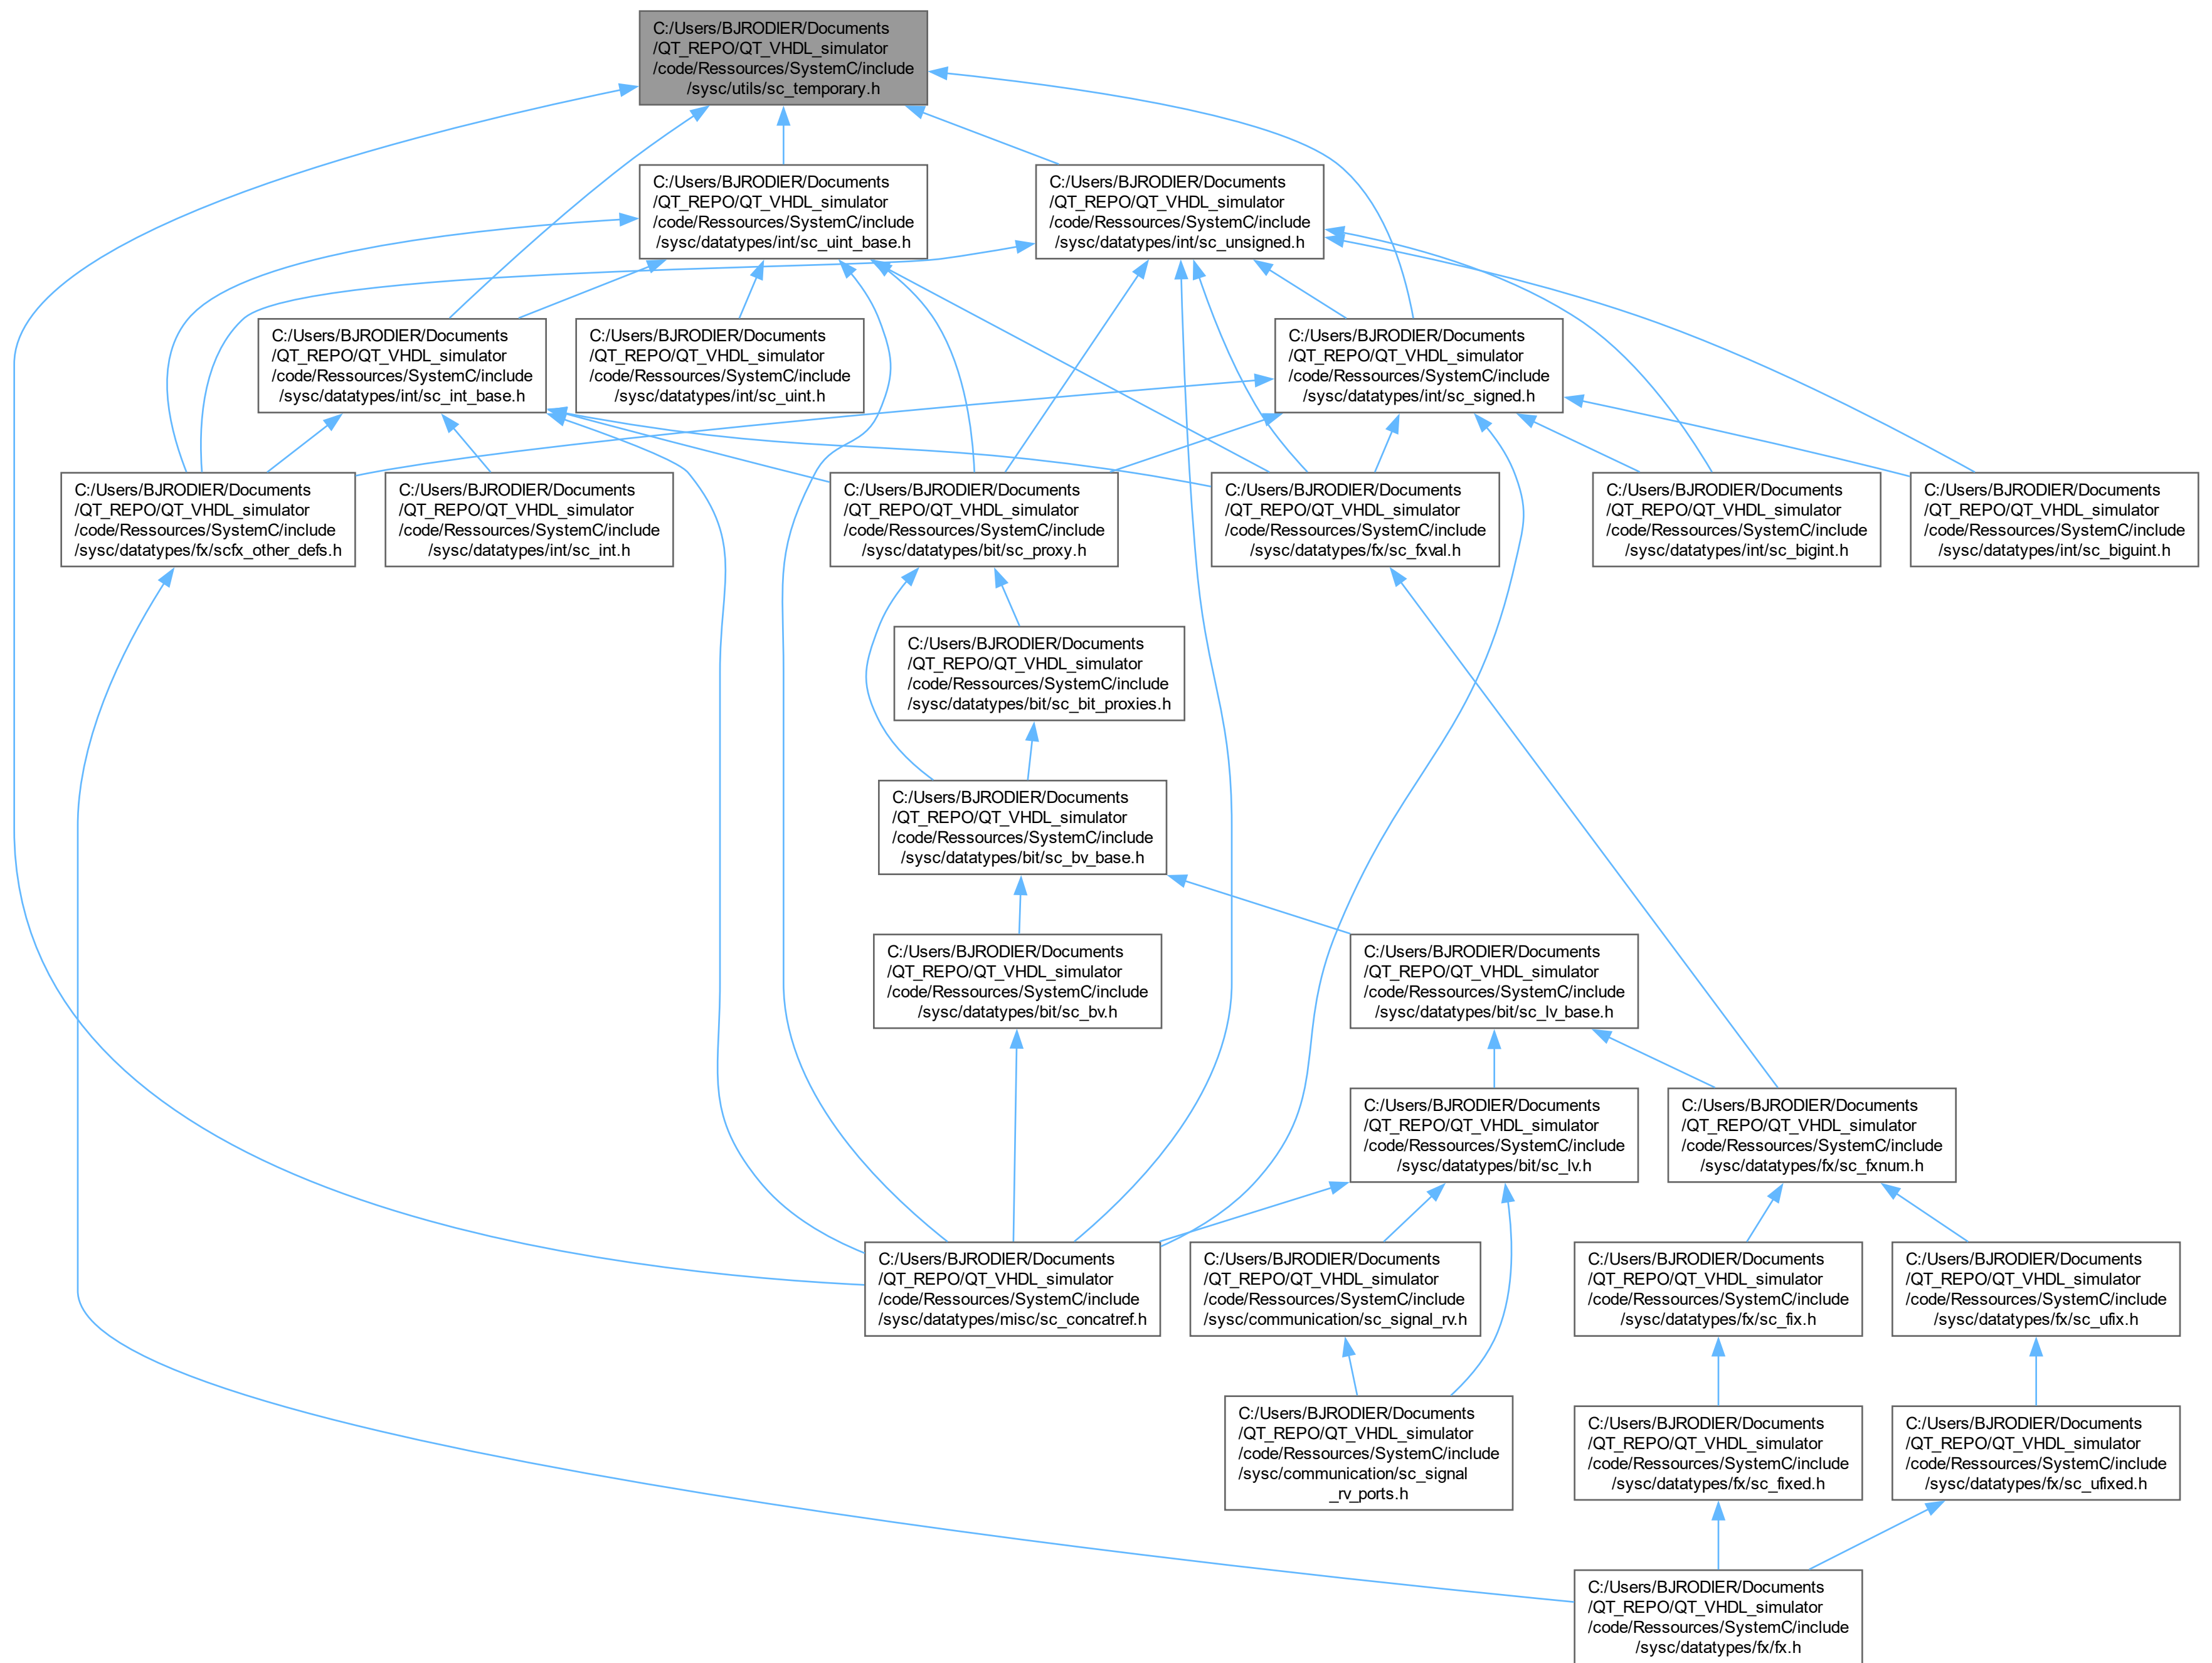 C:/Users/BJRODIER/Documents
/QT_REPO/QT_VHDL_simulator
/code/Ressources/SystemC/include
/sysc/utils/sc_temporary.h
C:/Users/BJRODIER/Documents
/QT_REPO/QT_VHDL_simulator
/code/Ressources/SystemC/include
/sysc/datatypes/int/sc_uint_base.h
C:/Users/BJRODIER/Documents
/QT_REPO/QT_VHDL_simulator
/code/Ressources/SystemC/include
/sysc/datatypes/int/sc_unsigned.h
C:/Users/BJRODIER/Documents
/QT_REPO/QT_VHDL_simulator
/code/Ressources/SystemC/include
/sysc/datatypes/int/sc_int_base.h
C:/Users/BJRODIER/Documents
/QT_REPO/QT_VHDL_simulator
/code/Ressources/SystemC/include
/sysc/datatypes/int/sc_uint.h
C:/Users/BJRODIER/Documents
/QT_REPO/QT_VHDL_simulator
/code/Ressources/SystemC/include
/sysc/datatypes/int/sc_signed.h
C:/Users/BJRODIER/Documents
/QT_REPO/QT_VHDL_simulator
/code/Ressources/SystemC/include
/sysc/datatypes/fx/scfx_other_defs.h
C:/Users/BJRODIER/Documents
/QT_REPO/QT_VHDL_simulator
/code/Ressources/SystemC/include
/sysc/datatypes/int/sc_int.h
C:/Users/BJRODIER/Documents
/QT_REPO/QT_VHDL_simulator
/code/Ressources/SystemC/include
/sysc/datatypes/bit/sc_proxy.h
C:/Users/BJRODIER/Documents
/QT_REPO/QT_VHDL_simulator
/code/Ressources/SystemC/include
/sysc/datatypes/fx/sc_fxval.h
C:/Users/BJRODIER/Documents
/QT_REPO/QT_VHDL_simulator
/code/Ressources/SystemC/include
/sysc/datatypes/int/sc_bigint.h
C:/Users/BJRODIER/Documents
/QT_REPO/QT_VHDL_simulator
/code/Ressources/SystemC/include
/sysc/datatypes/int/sc_biguint.h
C:/Users/BJRODIER/Documents
/QT_REPO/QT_VHDL_simulator
/code/Ressources/SystemC/include
/sysc/datatypes/bit/sc_bit_proxies.h
C:/Users/BJRODIER/Documents
/QT_REPO/QT_VHDL_simulator
/code/Ressources/SystemC/include
/sysc/datatypes/bit/sc_bv_base.h
C:/Users/BJRODIER/Documents
/QT_REPO/QT_VHDL_simulator
/code/Ressources/SystemC/include
/sysc/datatypes/bit/sc_bv.h
C:/Users/BJRODIER/Documents
/QT_REPO/QT_VHDL_simulator
/code/Ressources/SystemC/include
/sysc/datatypes/bit/sc_lv_base.h
C:/Users/BJRODIER/Documents
/QT_REPO/QT_VHDL_simulator
/code/Ressources/SystemC/include
/sysc/datatypes/bit/sc_lv.h
C:/Users/BJRODIER/Documents
/QT_REPO/QT_VHDL_simulator
/code/Ressources/SystemC/include
/sysc/datatypes/fx/sc_fxnum.h
C:/Users/BJRODIER/Documents
/QT_REPO/QT_VHDL_simulator
/code/Ressources/SystemC/include
/sysc/datatypes/misc/sc_concatref.h
C:/Users/BJRODIER/Documents
/QT_REPO/QT_VHDL_simulator
/code/Ressources/SystemC/include
/sysc/communication/sc_signal_rv.h
C:/Users/BJRODIER/Documents
/QT_REPO/QT_VHDL_simulator
/code/Ressources/SystemC/include
/sysc/datatypes/fx/sc_fix.h
C:/Users/BJRODIER/Documents
/QT_REPO/QT_VHDL_simulator
/code/Ressources/SystemC/include
/sysc/datatypes/fx/sc_ufix.h
C:/Users/BJRODIER/Documents
/QT_REPO/QT_VHDL_simulator
/code/Ressources/SystemC/include
/sysc/communication/sc_signal
_rv_ports.h
C:/Users/BJRODIER/Documents
/QT_REPO/QT_VHDL_simulator
/code/Ressources/SystemC/include
/sysc/datatypes/fx/sc_fixed.h
C:/Users/BJRODIER/Documents
/QT_REPO/QT_VHDL_simulator
/code/Ressources/SystemC/include
/sysc/datatypes/fx/sc_ufixed.h
C:/Users/BJRODIER/Documents
/QT_REPO/QT_VHDL_simulator
/code/Ressources/SystemC/include
/sysc/datatypes/fx/fx.h